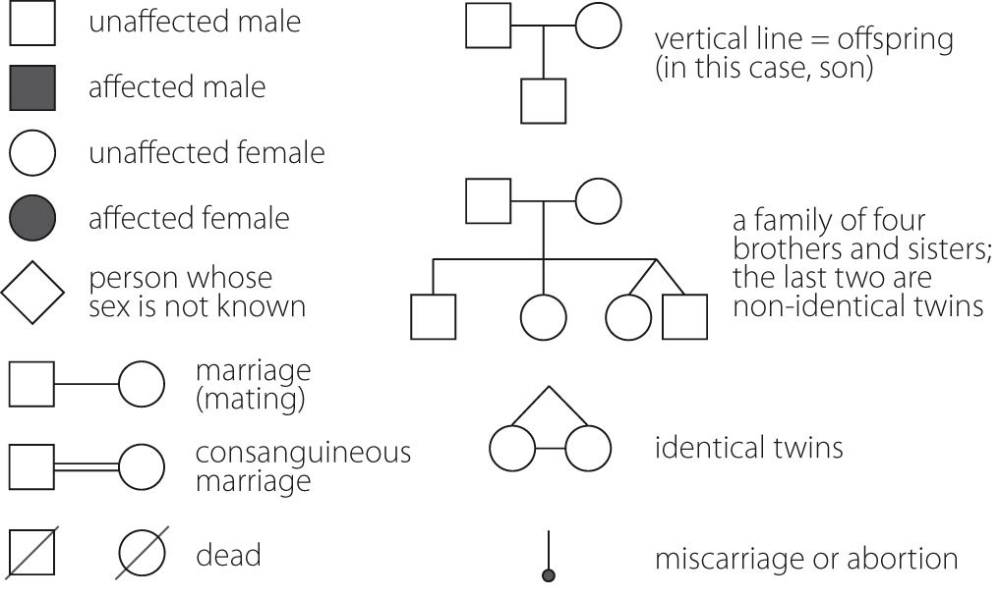 unaffected male
affected male
unaffected female
affected female
person whose
sex is not known
marriage
(mating)
consanguineous
marriage
dead
vertical line = offspring
(in this case, son)
a family of four
brothers and sisters;
the last two are
non-identical twins
identical twins
miscarriage or abortion